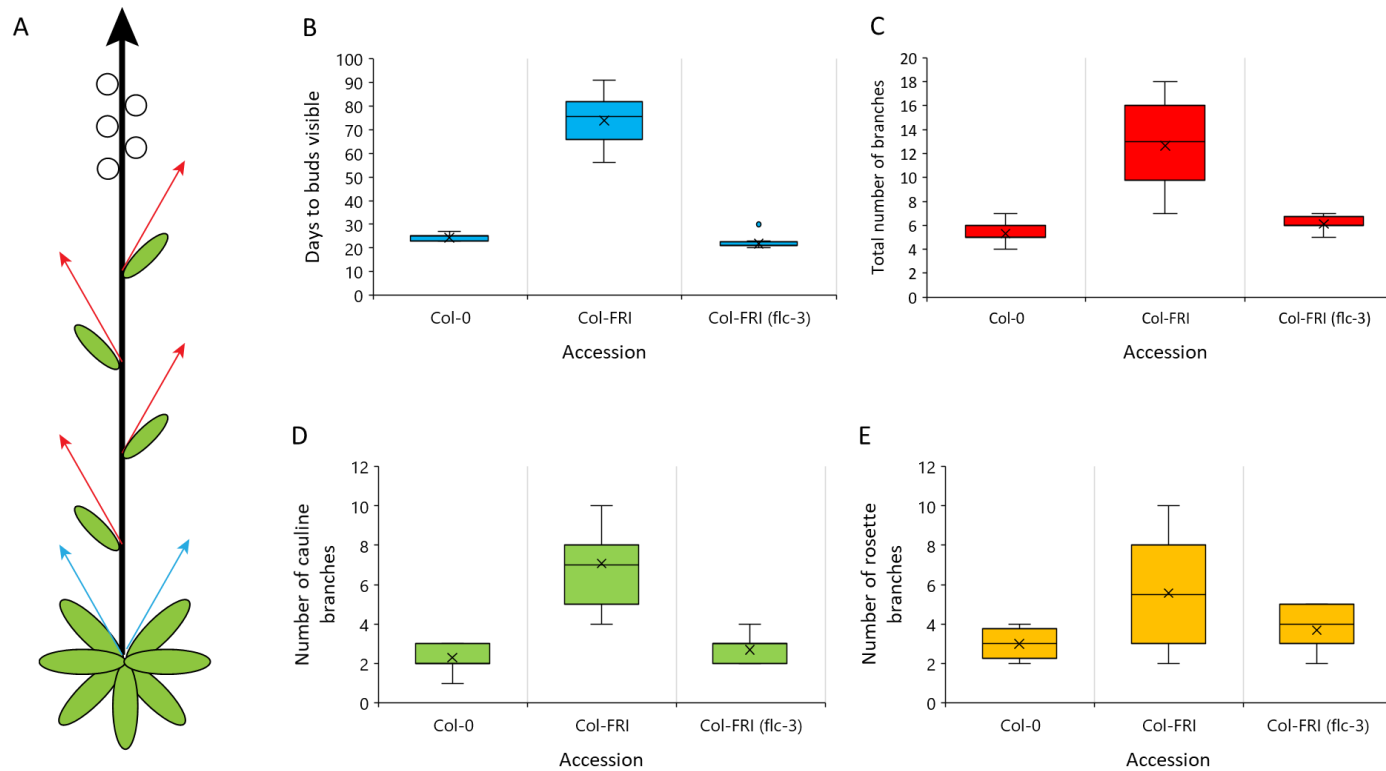 A
B
Days to buds visible
100
90
80
70
60
50
40
30
20
10
0
Col-0
Col-FRI
Col-FRI (flc-3)
Accession
C
Total number of branches
20
18
16
14
12
10
8
6
4
2
0
Col-0
Col-FRI
Col-FRI (flc-3)
Accession
D
Number of cauline
branches
12
10
8
6
4
2
0
Col-0
Col-FRI
Col-FRI (flc-3)
Accession
E
Number of rosette
branches
12
10
8
6
4
2
0
Col-0
Col-FRI
Col-FRI (flc-3)
Accession